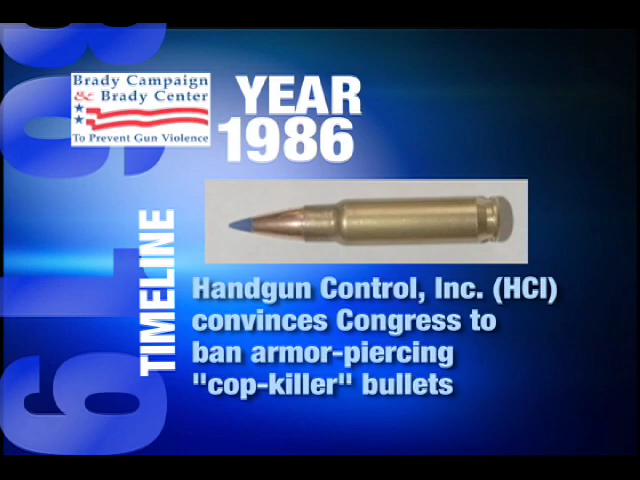 Brady Campaign
& Brady Center
To Prevent Gun Violence
YEAR
1986
TIMELINE
Handgun Control, Inc. (HCI)
convinces Congress to
ban armor-piercing
"cop-killer" bullets
1986